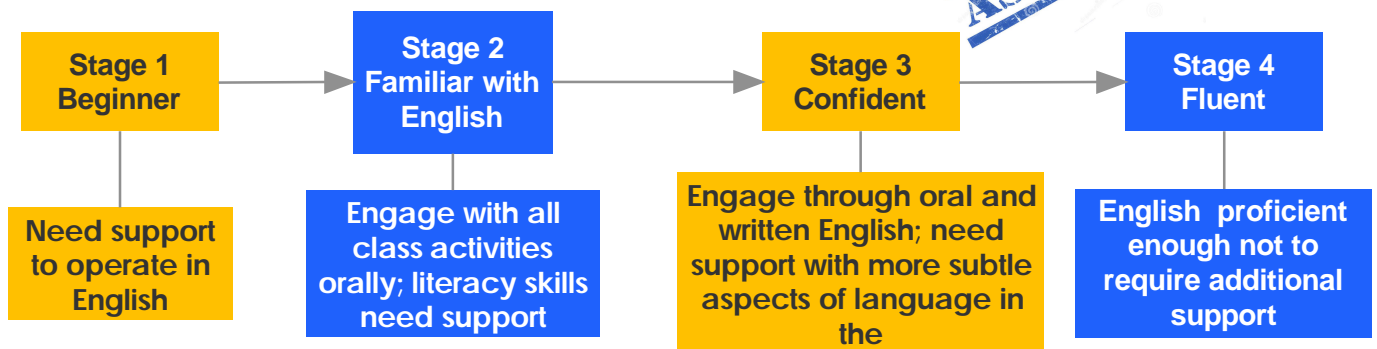 Stage 1
Beginner
Stage 2
Familiar with
English
Stage 3
Confident
Stage 4
Fluent
Need support
to operate in
English
Engage with all
class activities
orally; literacy skills
need support
Engage through oral and
written English; need
support with more subtle
aspects of language in
the
English proficient
enough not to
require additional
support